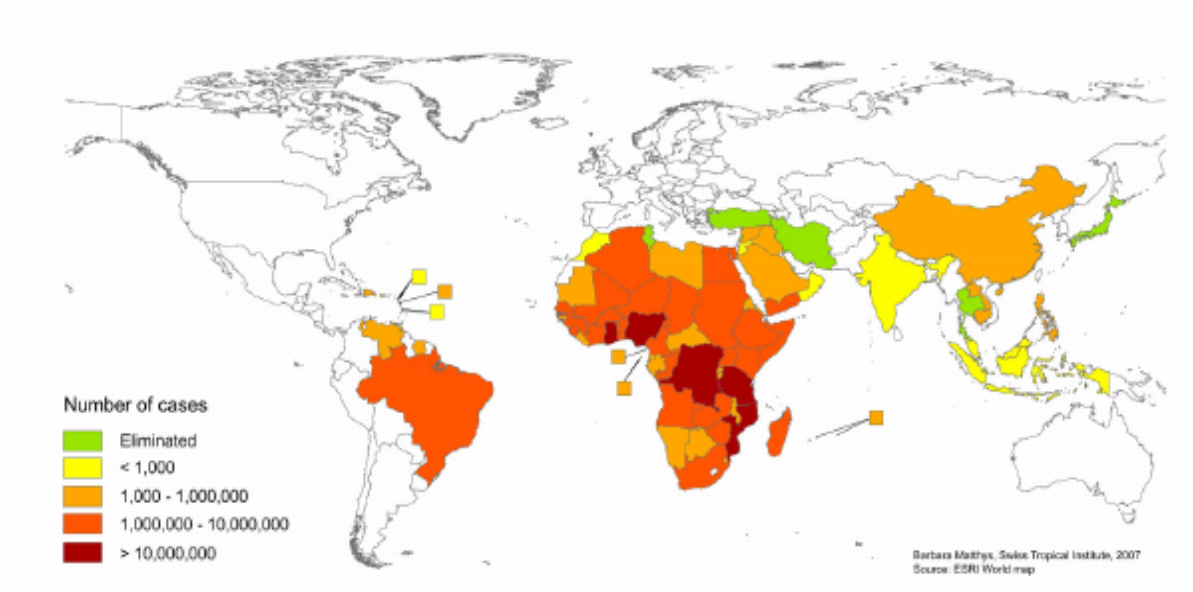 Number of cases
Eliminated
< 1,000
1,000 - 1,000,000
1,000,000 - 10,000,000
> 10,000,000
Barbara Matthys, Swiss Tropical Institute, 2007
Source: ESRI World map